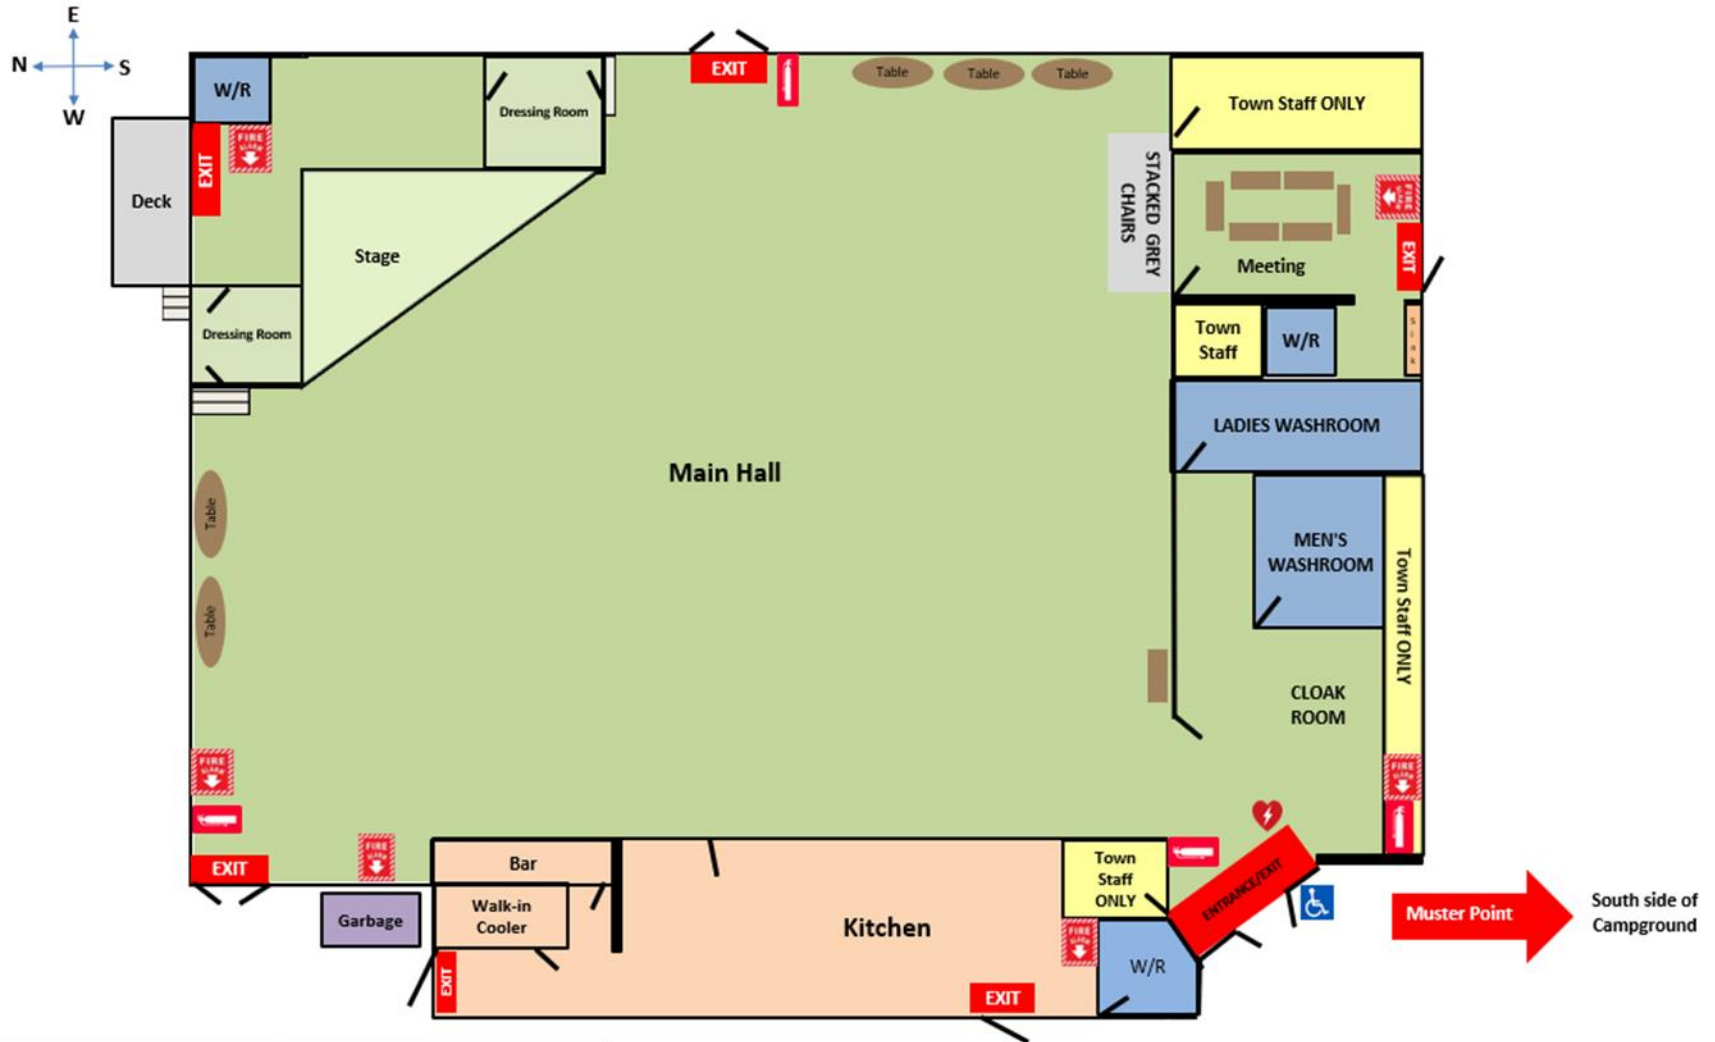 E
N
S
W
W/R
EXIT
FIRE
ALARM
Deck
Dressing Room
Stage
Dressing Room
EXIT
Table
Table
Table
Town Staff ONLY
STACKED GREY
CHAIRS
FIRE
ALARM
EXIT
Meeting
Town
Staff
W/R
Sink
LADIES WASHROOM
Main Hall
Table
Table
MEN'S
WASHROOM
Town Staff ONLY
CLOAK
ROOM
FIRE
ALARM
FIRE
ALARM
EXIT
FIRE
ALARM
Bar
Walk-in
Cooler
Garbage
EXIT
Kitchen
EXIT
Town
Staff
ONLY
FIRE
ALARM
W/R
ENTRANCE/EXIT
Muster Point
South side of
Campground